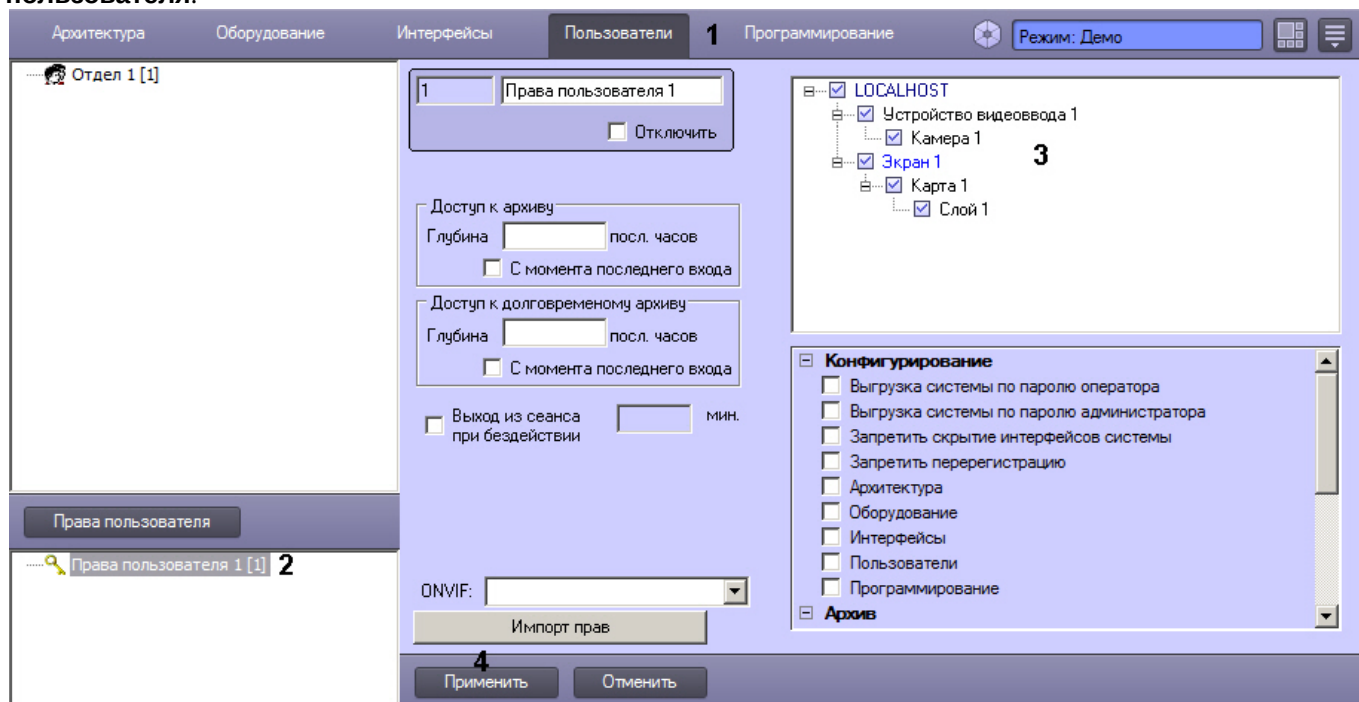 пользователя.
Архитектура Оборудование Интерфейсы Пользователи 1 Программирование Режим: Демо
Отдел 1 [1]
1 Права пользователя 1
Отключить
LOCALHOST
Устройство видеоввода 1
Камера 1
3
Экран 1
Карта 1
Слой 1
Доступ к архиву
Глубина посл. часов
С момента последнего входа
Доступ к долговременому архиву
Глубина посл. часов
С момента последнего входа
Выход из сеанса
при бездействии
мин.
Конфигурирование
Выгрузка системы по паролю оператора
Выгрузка системы по паролю администратора
Запретить скрытие интерфейсов системы
Запретить перерегистрацию
Архитектура
Оборудование
Интерфейсы
Пользователи
Программирование
Архив
Права пользователя
Права пользователя 1 [1] 2
ONVIF:
Импорт прав
4
Применить Отменить